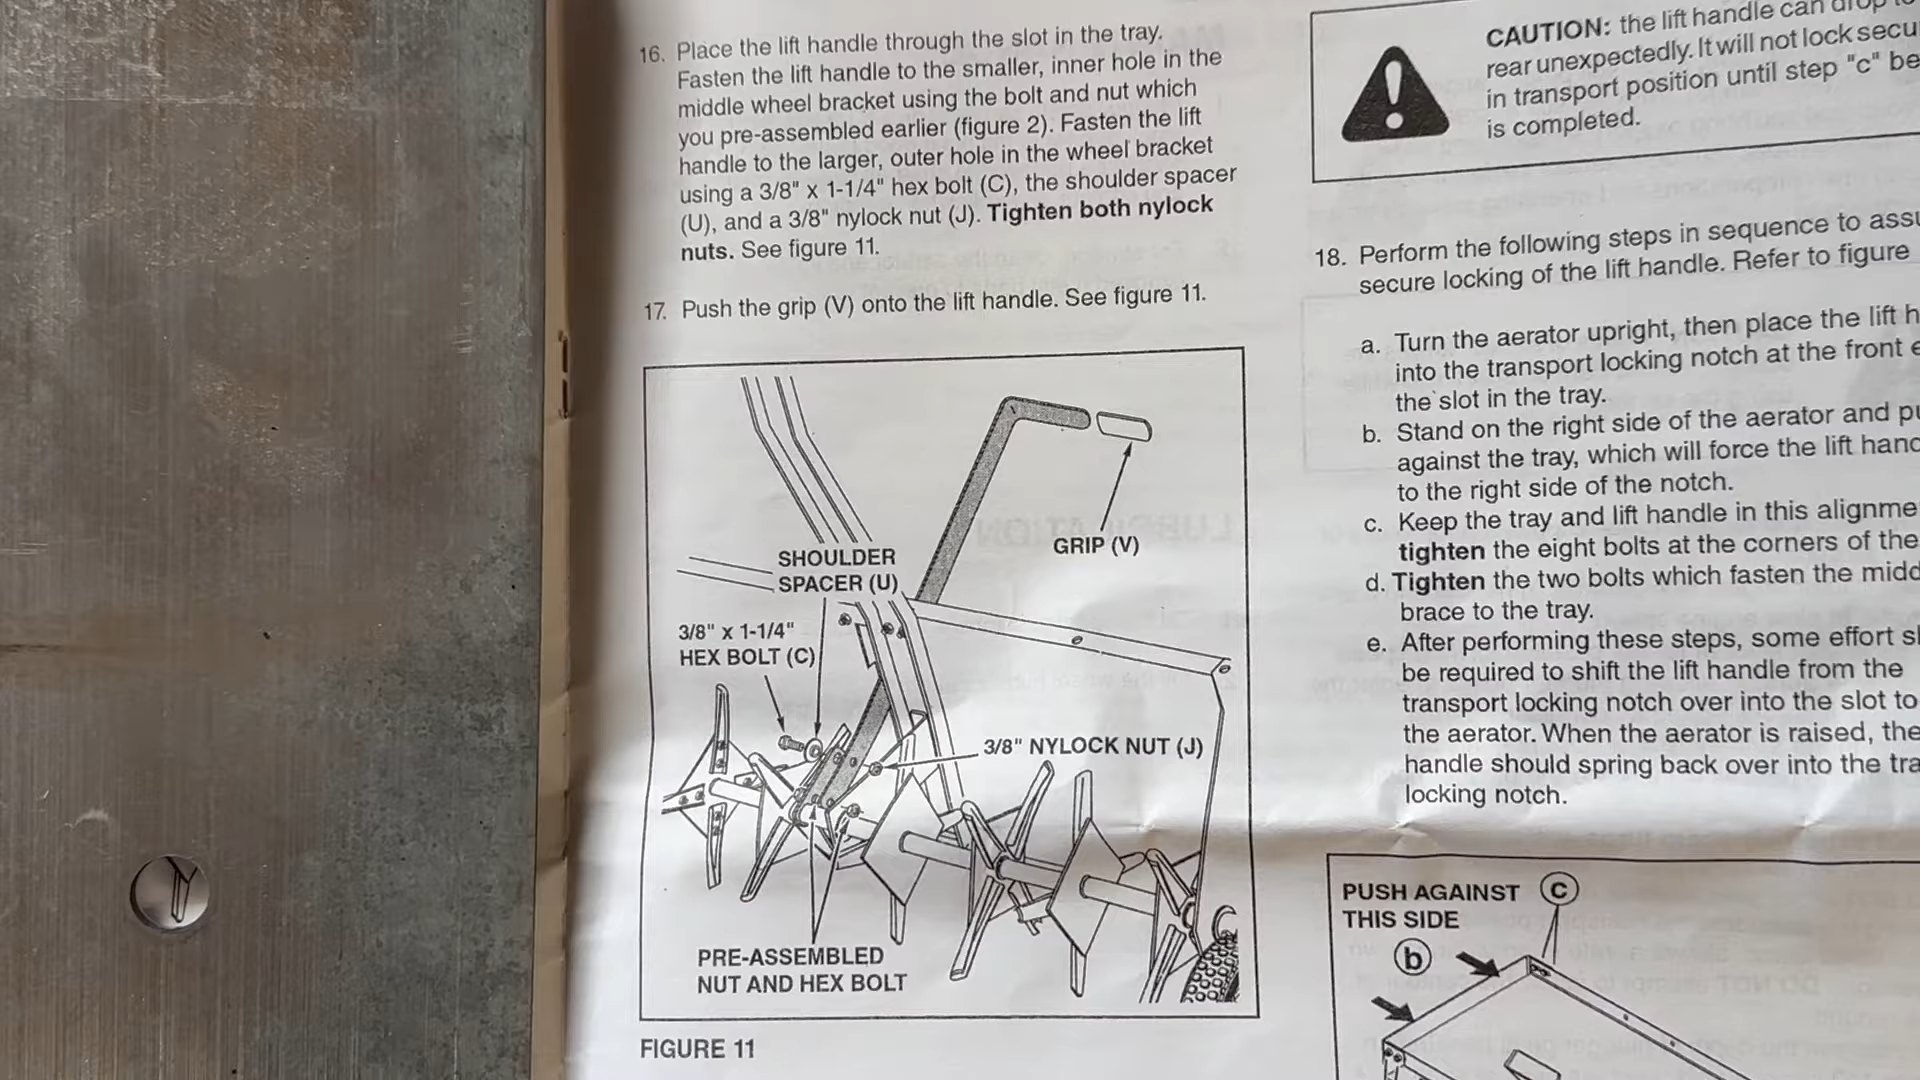 16. Place the lift handle through the slot in the tray.
Fasten the lift handle to the smaller, inner hole in the
middle wheel bracket using the bolt and nut which
you pre-assembled earlier (figure 2). Fasten the lift
handle to the larger, outer hole in the wheel bracket
using a 3/8" x 1-1/4" hex bolt (C), the shoulder spacer
(U), and a 3/8" nylock nut (J). Tighten both nylock
nuts. See figure 11.
17. Push the grip (V) onto the lift handle. See figure 11.
GRIP (V)
SHOULDER
SPACER (U)
3/8" x 1-1/4"
HEX BOLT (C)
3/8" NYLOCK NUT (J)
PRE-ASSEMBLED
NUT AND HEX BOLT
FIGURE 11
CAUTION: the lift handle can drop to
rear unexpectedly. It will not lock secu
in transport position until step "c" be
is completed.
18. Perform the following steps in sequence to assu
secure locking of the lift handle. Refer to figure
a. Turn the aerator upright, then place the lift h
into the transport locking notch at the front e
the slot in the tray.
b. Stand on the right side of the aerator and pu
against the tray, which will force the lift hand
to the right side of the notch.
c. Keep the tray and lift handle in this alignme
tighten the eight bolts at the corners of the
d. Tighten the two bolts which fasten the midd
brace to the tray.
e. After performing these steps, some effort sh
be required to shift the lift handle from the
transport locking notch over into the slot to
the aerator. When the aerator is raised, the
handle should spring back over into the tra
locking notch.
PUSH AGAINST
THIS SIDE
c
b